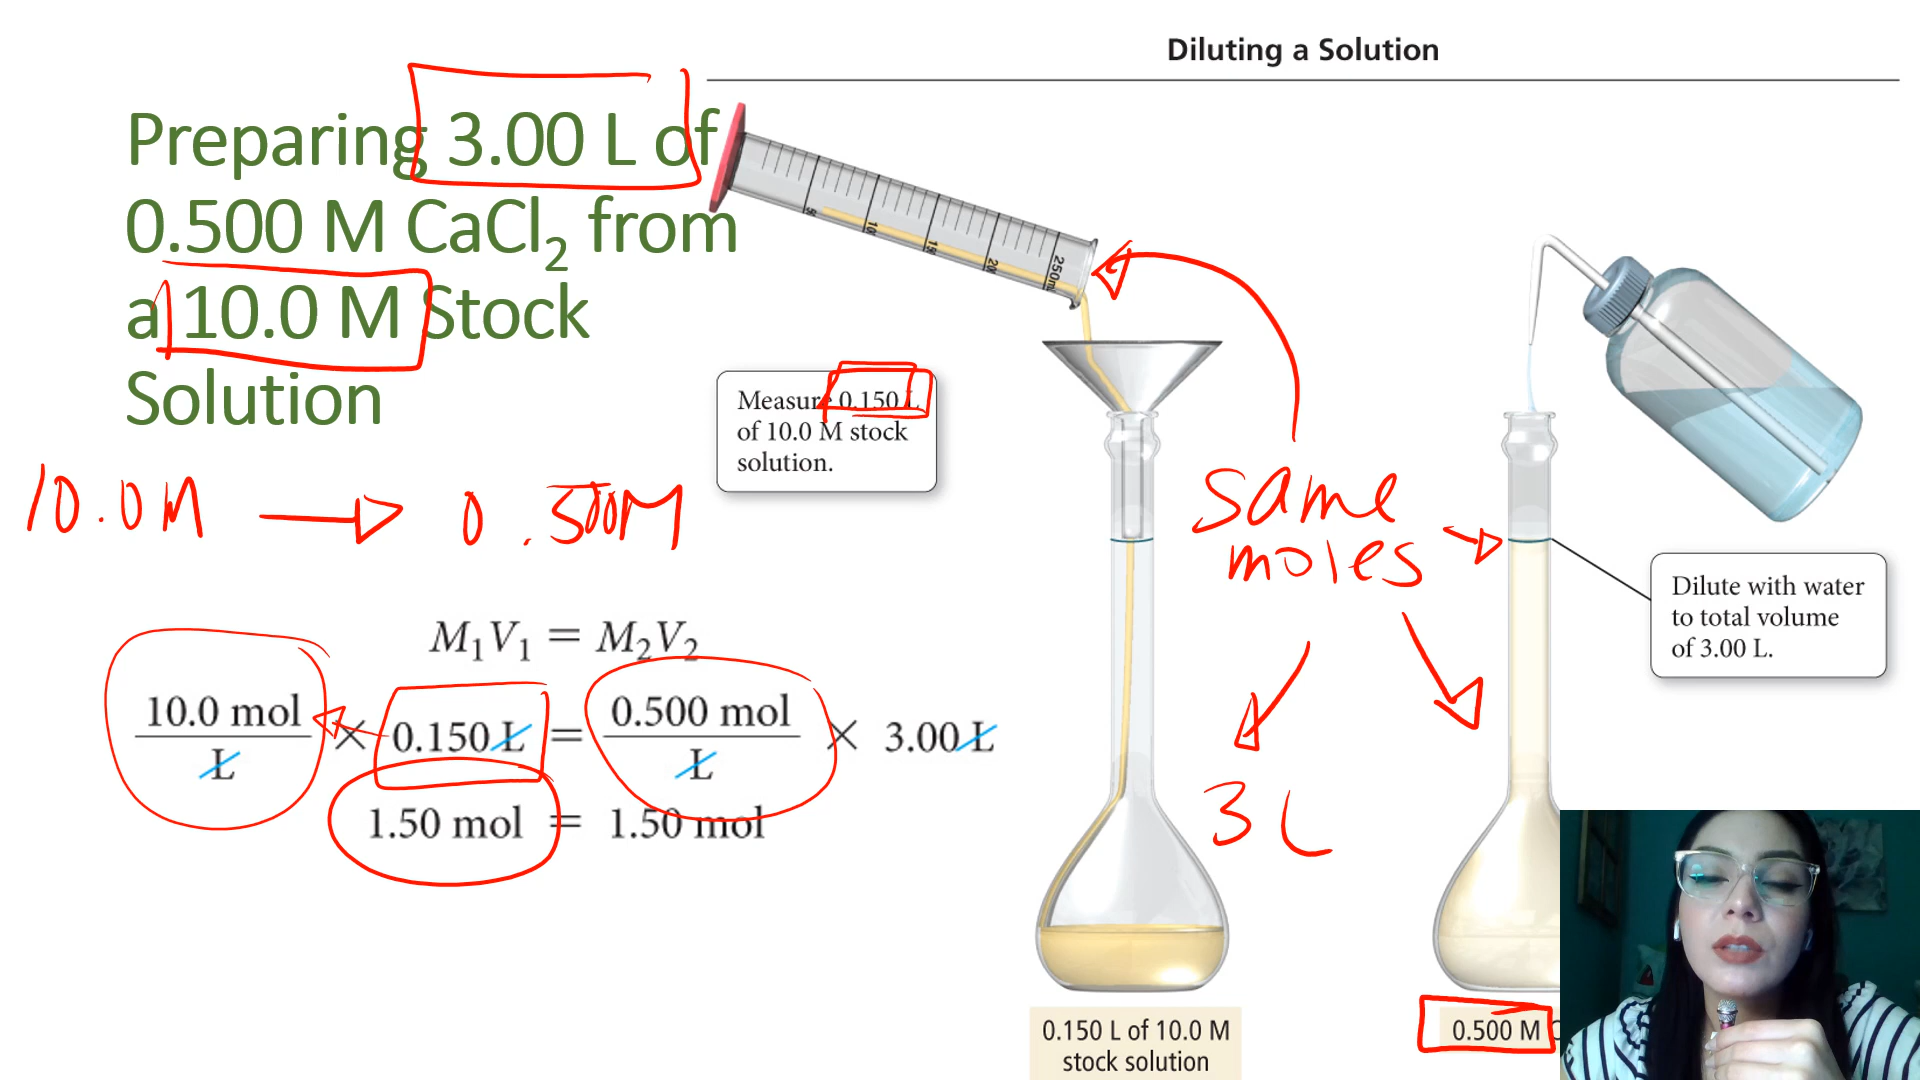 Diluting a Solution
Preparing 3.00 L of
0.500 M CaCl₂ from
a 10.0 M Stock
Solution
10.0M → 0.500M
M₁V₁ = M₂V₂
10.0 mol/L × 0.150 L = 0.500 mol/L × 3.00 L
1.50 mol = 1.50 mol
Measure 0.150 L
of 10.0 M stock
solution.
250m
same
moles
3L
Dilute with water
to total volume
of 3.00 L.
0.150 L of 10.0 M
stock solution
0.500 M